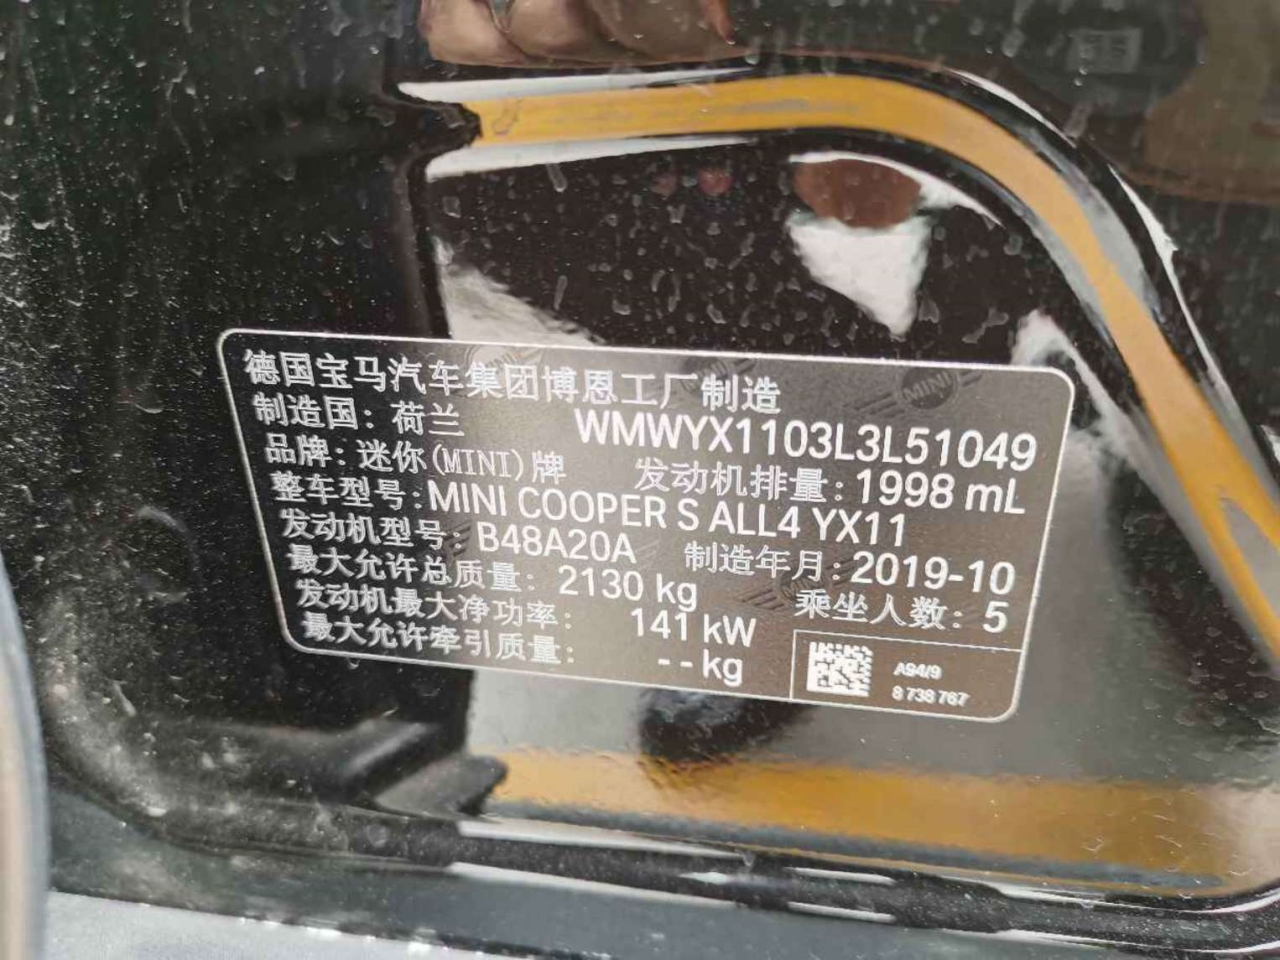 德国宝马汽车集团博恩工厂制造
制造国：荷兰 WMWYX1103L3L51049
品牌：迷你(MINI)牌 发动机排量：1998 mL
整车型号：MINI COOPER S ALL4 YX11
发动机型号：B48A20A 制造年月：2019-10
最大允许总质量：2130 kg 乘坐人数：5
发动机最大净功率：141 kW
最大允许牵引质量：--kg
A94/9
8 738 767
MINI